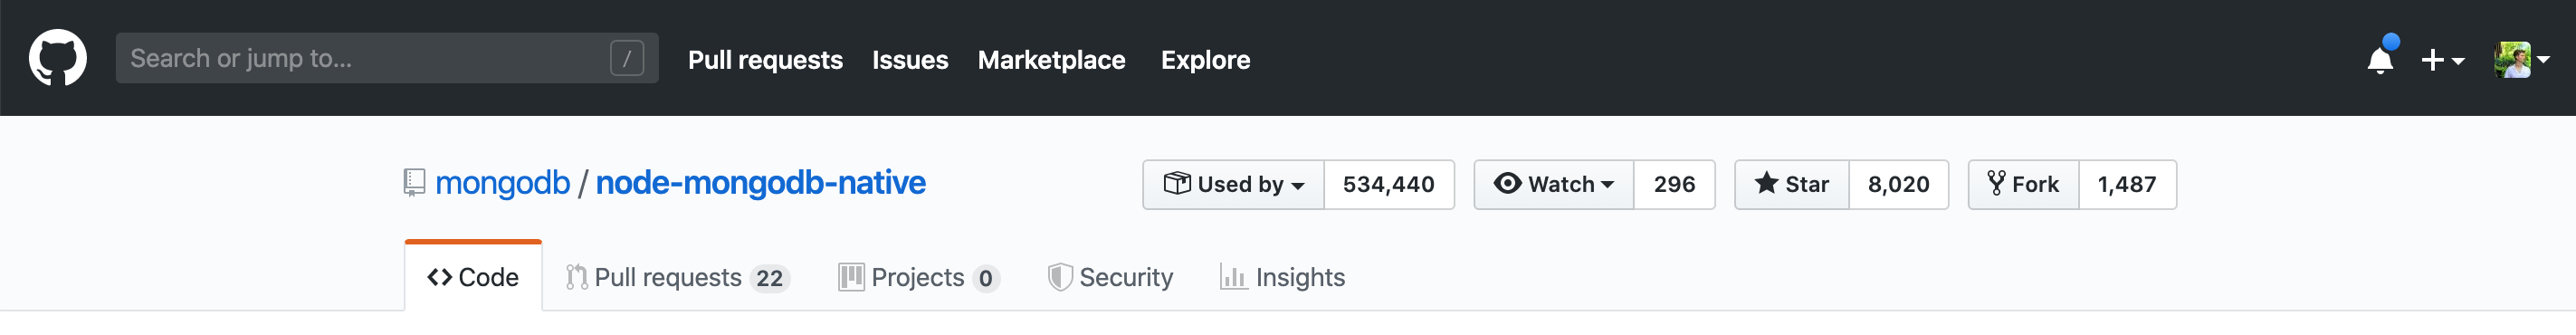 Search or jump to... / Pull requests Issues Marketplace Explore
mongodb / node-mongodb-native Used by 534,440 Watch 296 Star 8,020 Fork 1,487
Code Pull requests 22 Projects 0 Security Insights